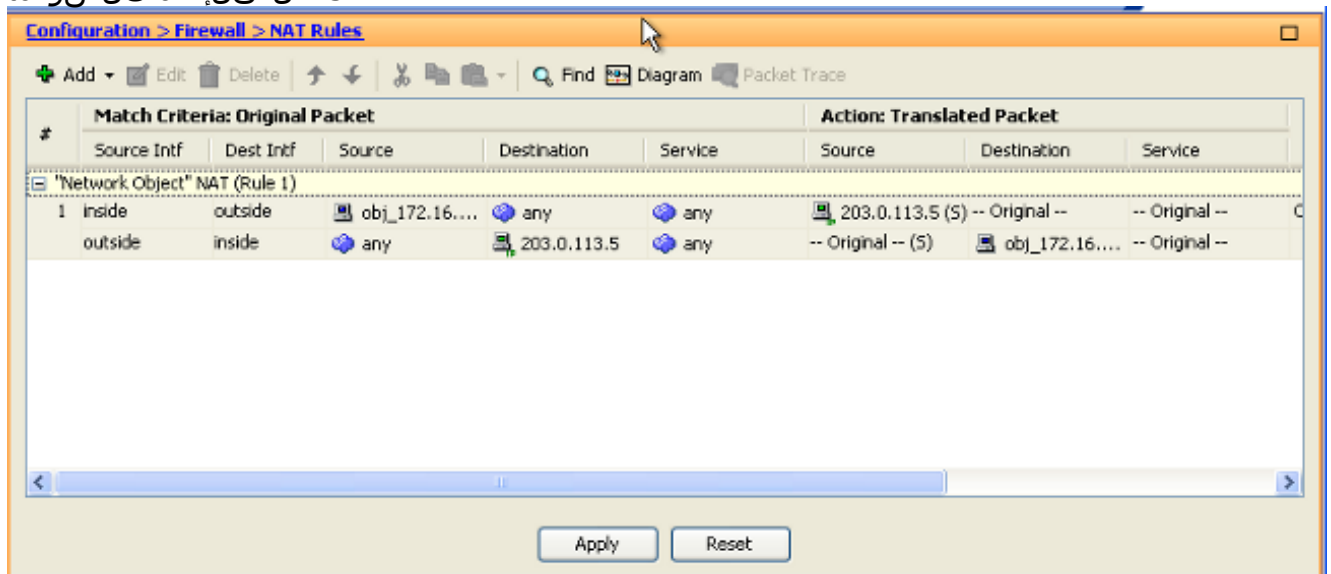 Configuration > Firewall > NAT Rules
Add Edit Delete Find Diagram Packet Trace
# Match Criteria: Original Packet Action: Translated Packet
Source Intf Dest Intf Source Destination Service Source Destination Service
"Network Object" NAT (Rule 1)
1 inside outside obj_172.16.... any any 203.0.113.5 (S) -- Original -- -- Original --
outside inside any 203.0.113.5 any -- Original -- (S) obj_172.16.... -- Original --
Apply Reset